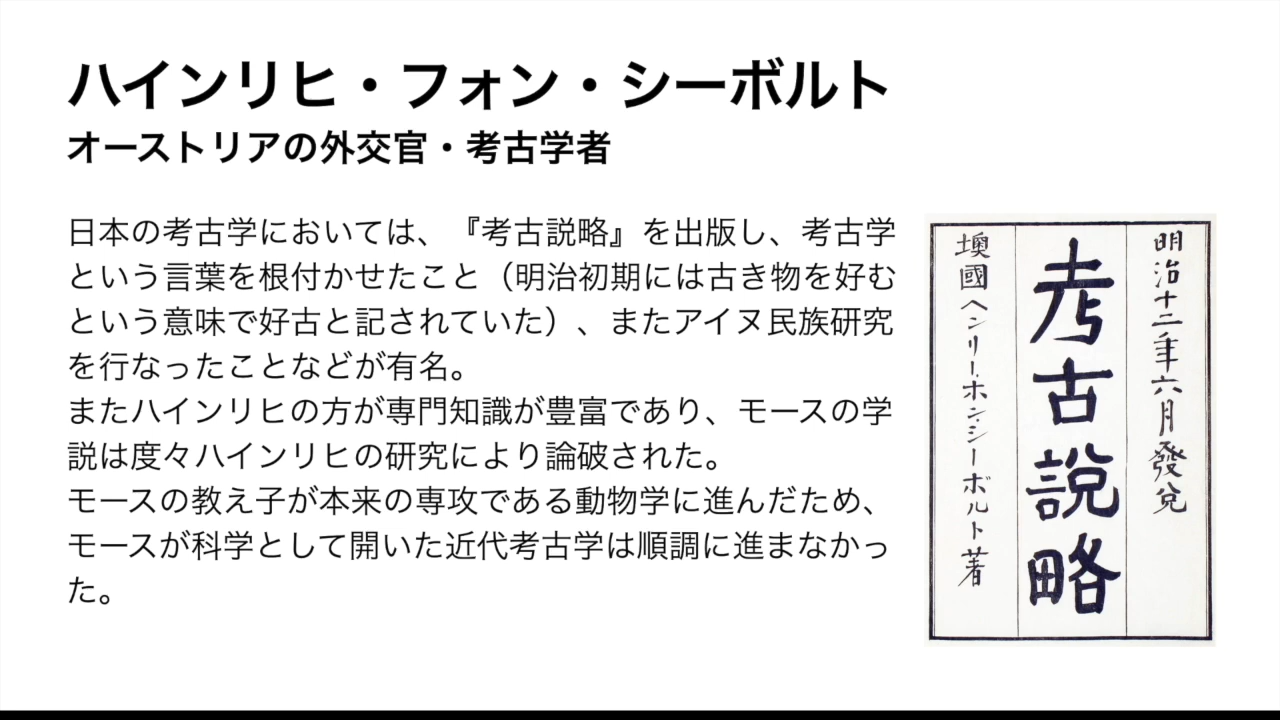 ハインリヒ・フォン・シーボルト
オーストリアの外交官・考古学者
日本の考古学においては、『考古説略』を出版し、考古学
という言葉を根付かせたこと（明治初期には古き物を好む
という意味で好古と記されていた）、またアイヌ民族研究
を行なったことなどが有名。
またハインリヒの方が専門知識が豊富であり、モースの学
説は度々ハインリヒの研究により論破された。
モースの教え子が本来の専攻である動物学に進んだため、
モースが科学として開いた近代考古学は順調に進まなかっ
た。
明治十二年六月發兌
考古説略
墺國ヘンリー、ホン、シーボルト著